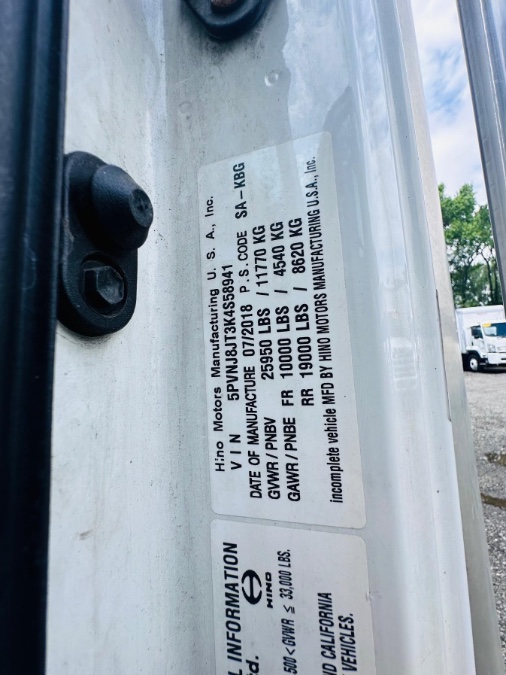 Hino Motors Manufacturing U. S. A., Inc.
VIN 5PVNJ8JT3K4S58941
DATE OF MANUFACTURE 07/2018 P.S.CODE SA-KBG
GVWR/PNBV 25950 LBS /11770 KG
GAWR/PNBE FR 10000 LBS / 4540 KG
RR 19000 LBS / 8620 KG
incomplete vehicle MFD BY HINO MOTORS MANUFACTURING U.S.A., Inc.
INFORMATION
HINO
500 < GVWR ≤ 33,000 LBS.
CALIFORNIA
VEHICLES.